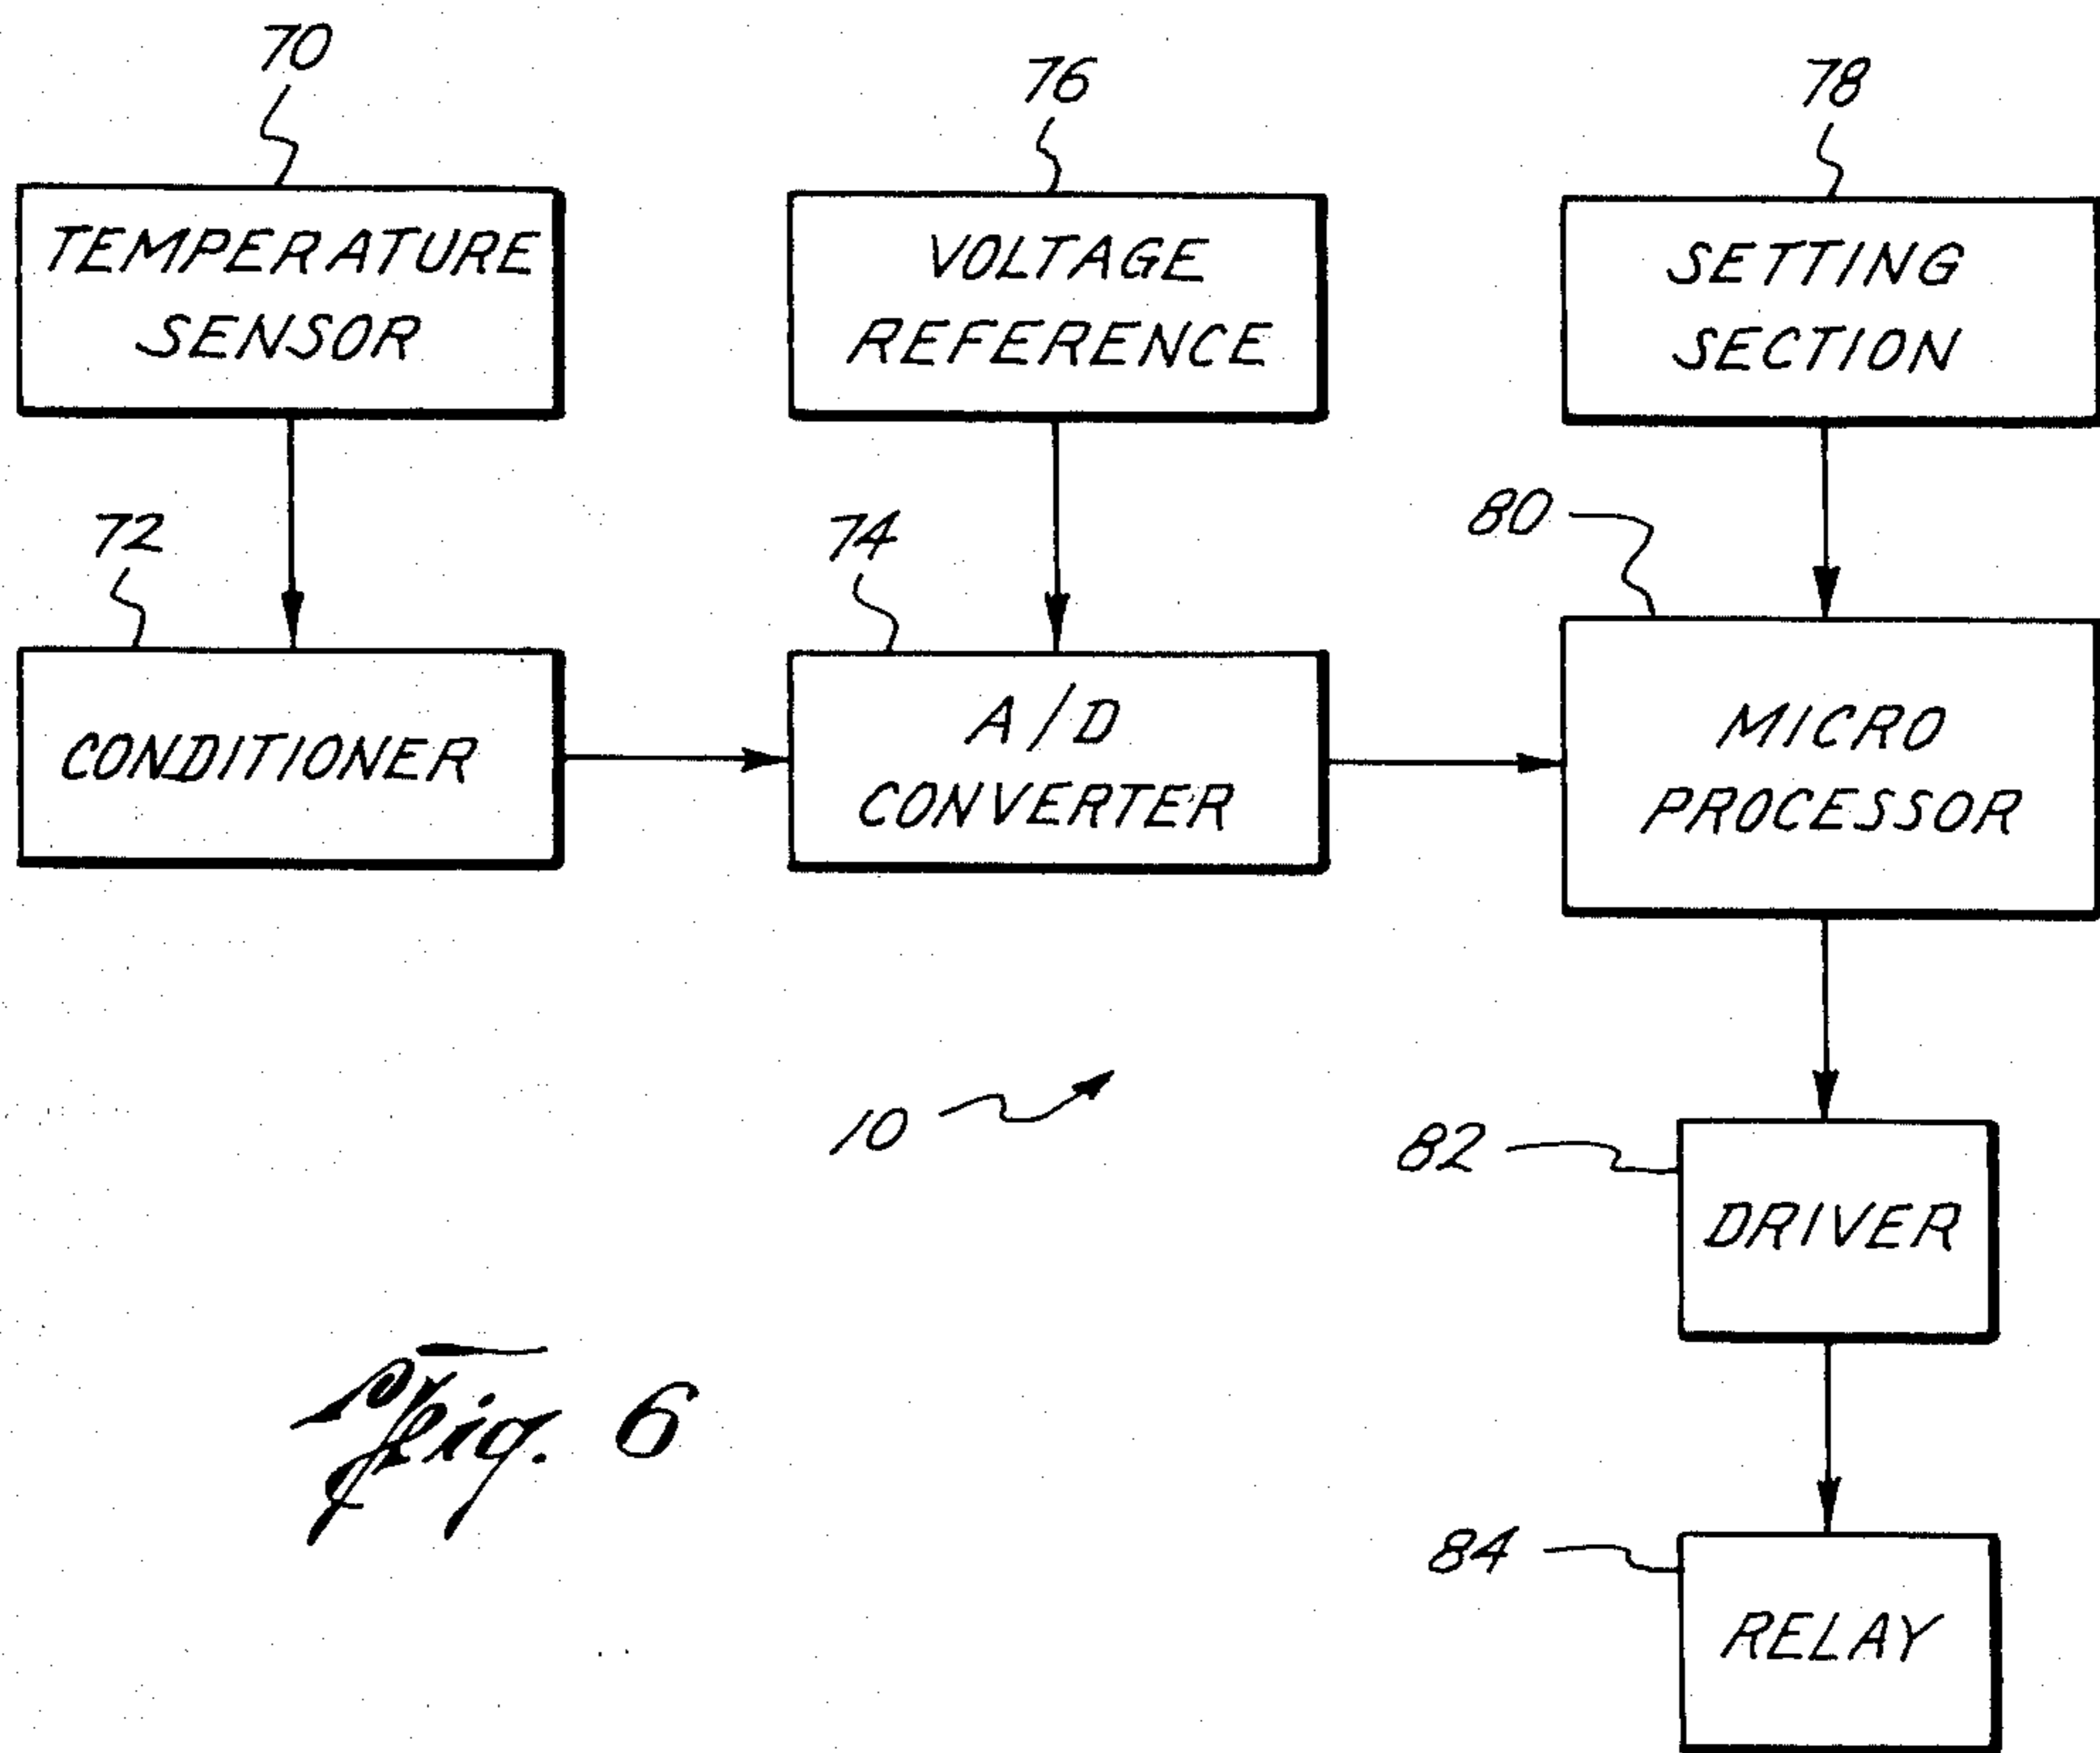 70
76
78
TEMPERATURE
SENSOR
VOLTAGE
REFERENCE
SETTING
SECTION
72
74
80
CONDITIONER
A/D
CONVERTER
MICRO
PROCESSOR
10
82
DRIVER
Fig. 6
84
RELAY